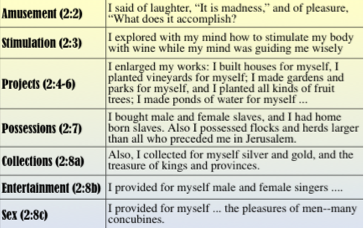 Amusement (2:2)
I said of laughter, “It is madness,” and of pleasure,
“What does it accomplish?
Stimulation (2:3)
I explored with my mind how to stimulate my body
with wine while my mind was guiding me wisely
Projects (2:4-6)
I enlarged my works: I built houses for myself, I
planted vineyards for myself; I made gardens and
parks for myself, and I planted all kinds of fruit
trees; I made ponds of water for myself ...
Possessions (2:7)
I bought male and female slaves, and I had home
born slaves. Also I possessed flocks and herds larger
than all who preceded me in Jerusalem.
Collections (2:8a)
Also, I collected for myself silver and gold, and the
treasure of kings and provinces.
Entertainment (2:8b)
I provided for myself male and female singers ....
Sex (2:8c)
I provided for myself ... the pleasures of men--many
concubines.